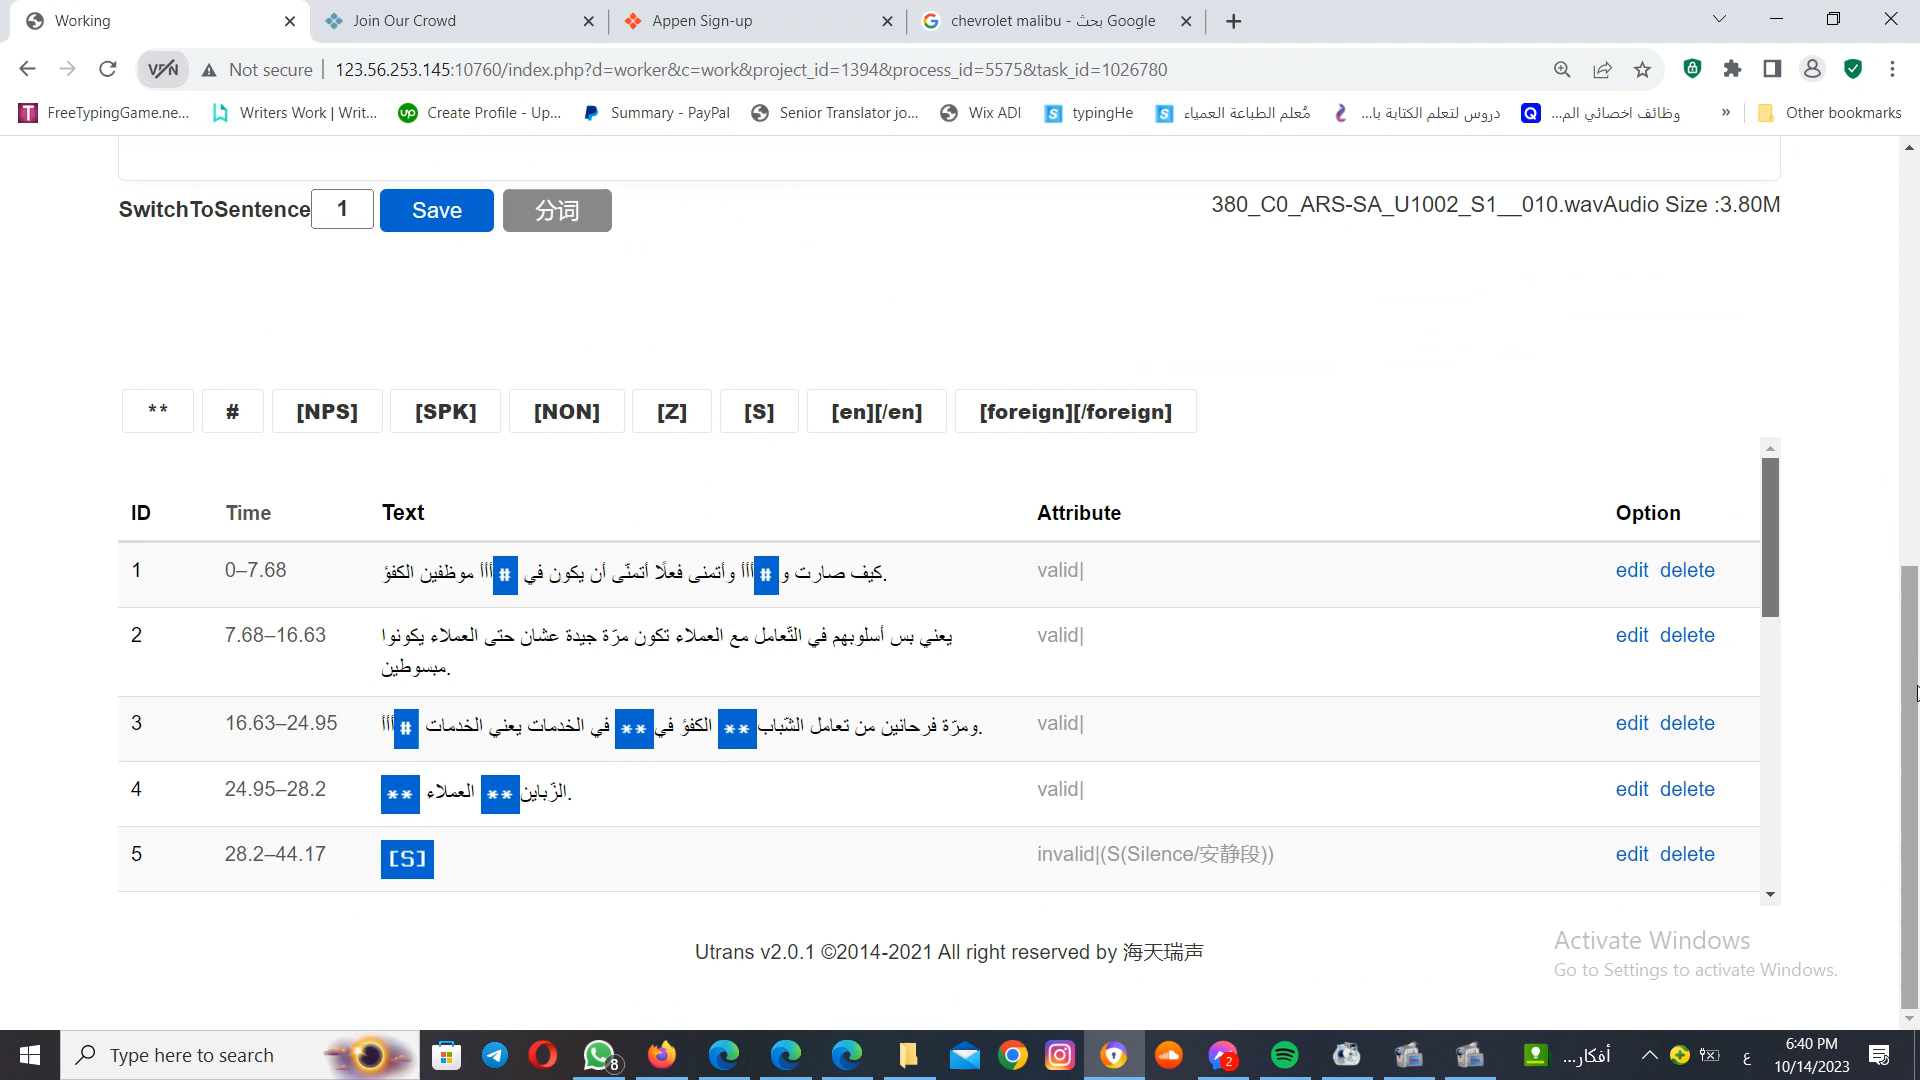 Working
Join Our Crowd
Appen Sign-up
chevrolet malibu - بحث Google
VPN
Not secure
123.56.253.145:10760/index.php?d=worker&c=work&project_id=1394&process_id=5575&task_id=1026780
FreeTypingGame.ne...
Writers Work | Writ...
Create Profile - Up...
Summary - PayPal
Senior Translator jo...
Wix ADI
typingHe
مُعلم الطباعة العمياء
دروس لتعلم الكتابة با...
وظائف اخصائي الم...
»
Other bookmarks
SwitchToSentence 1 Save 分词
380_C0_ARS-SA_U1002_S1__010.wavAudio Size :3.80M
** # [NPS] [SPK] [NON] [Z] [S] [en][/en] [foreign][/foreign]
ID Time Text Attribute Option
1 0–7.68 كيف صارت و#أأأ وأتمنى فعلًا أتمنّى أن يكون في #أأأ موظفين الكفؤ. valid| edit delete
2 7.68–16.63 يعني بس أسلوبهم في التّعامل مع العملاء تكون مرّة جيدة عشان حتى العملاء يكونوا valid| edit delete
مبسوطين.
3 16.63–24.95 ومرّة فرحانين من تعامل الشّباب** الكفؤ في** في الخدمات يعني الخدمات #أأأ. valid| edit delete
4 24.95–28.2 الزّباين** العملاء **. valid| edit delete
5 28.2–44.17 [S] invalid|(S(Silence/安静段)) edit delete
Utrans v2.0.1 ©2014-2021 All right reserved by 海天瑞声
Activate Windows
Go to Settings to activate Windows.
Type here to search
8
2
أفكار...
ع
6:40 PM
10/14/2023